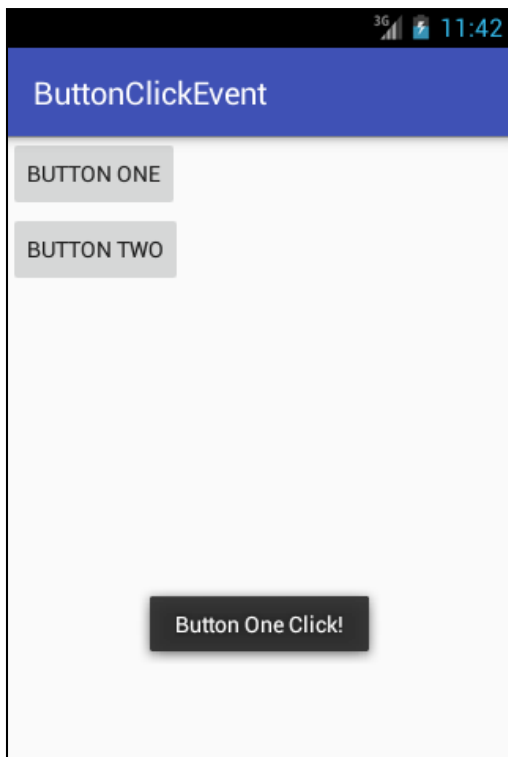 3G 11:42
ButtonClickEvent
BUTTON ONE
BUTTON TWO
Button One Click!